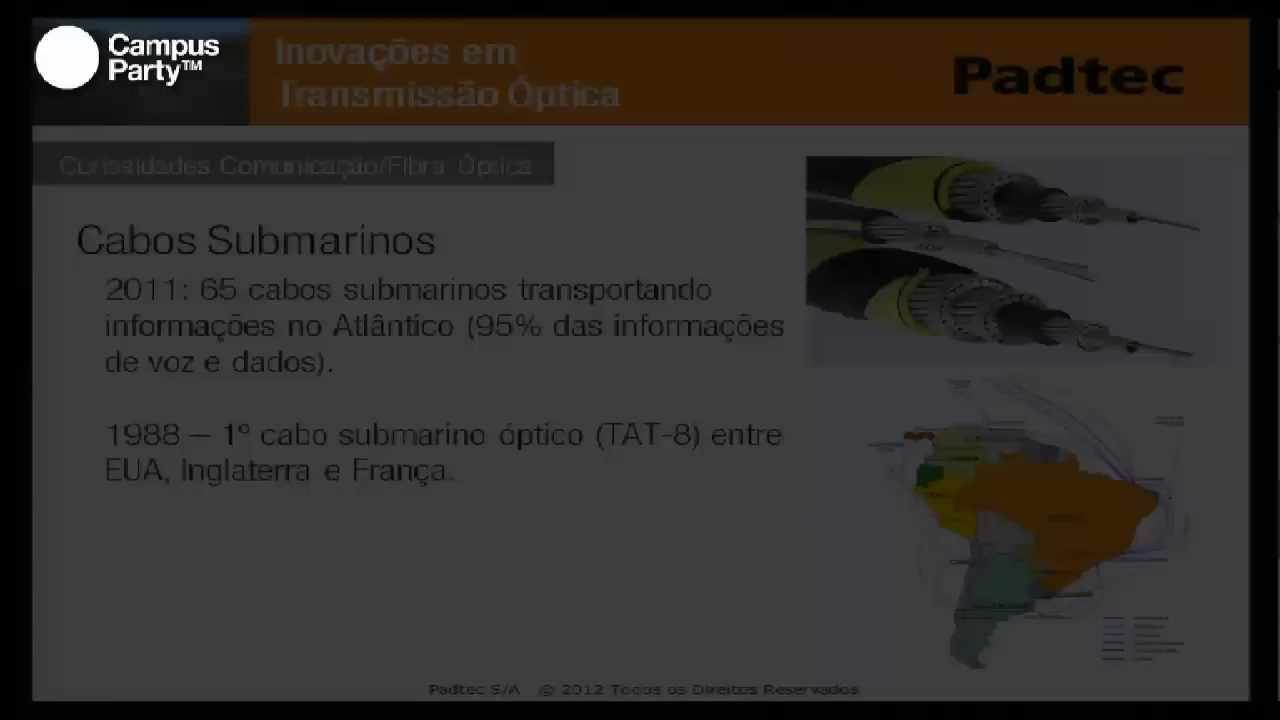 Campus
Party™
Inovações em
Transmissão Óptica
Padtec
Curiosidades Comunicação/Fibra Óptica
Cabos Submarinos
2011: 65 cabos submarinos transportando
informações no Atlântico (95% das informações
de voz e dados).
1988 – 1º cabo submarino óptico (TAT-8) entre
EUA, Inglaterra e França.
Padtec S/A © 2012 Todos os Direitos Reservados